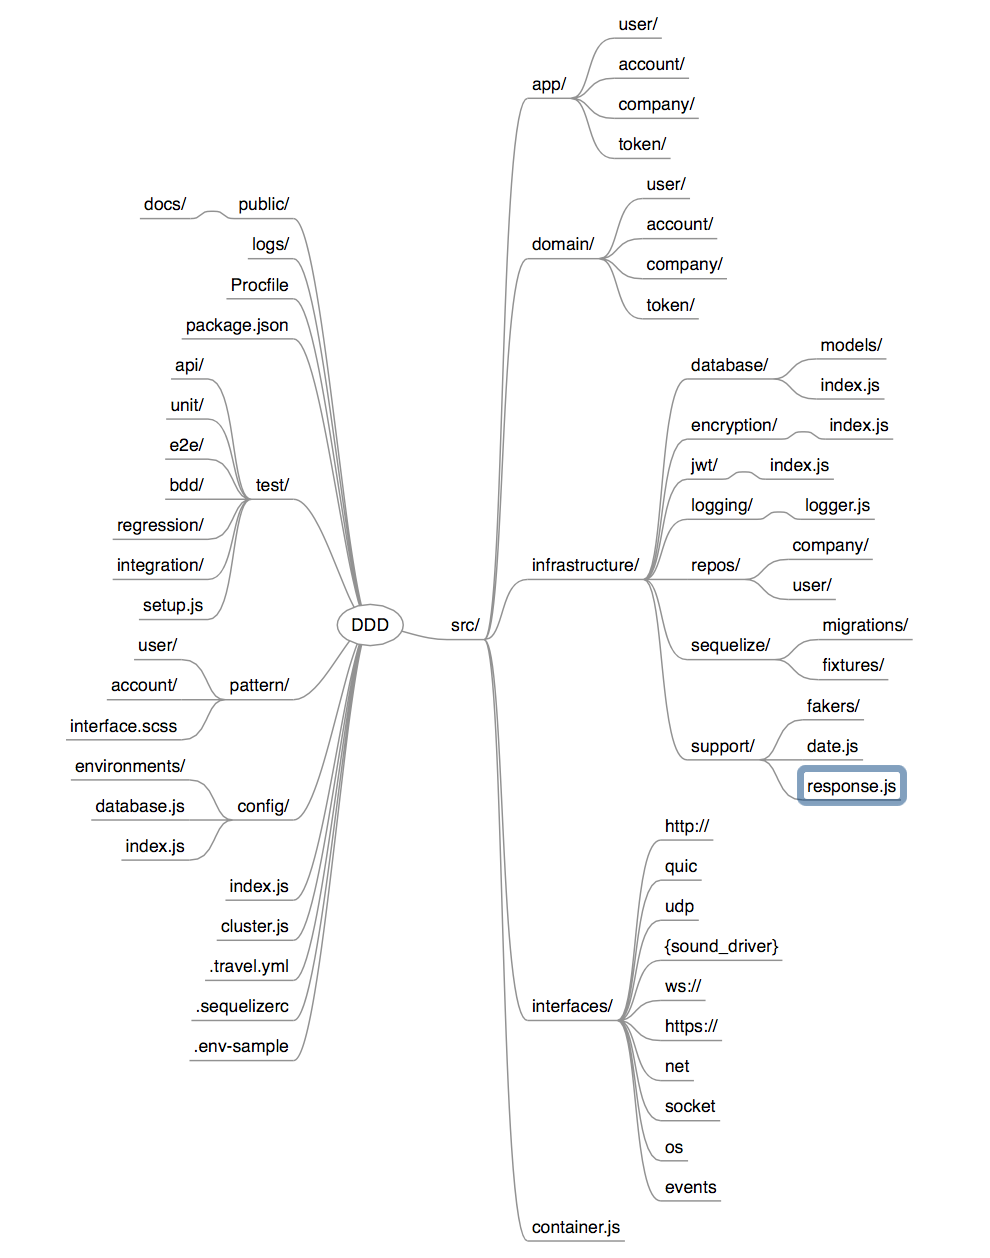 DDD
src/
app/
user/
account/
company/
token/
domain/
user/
account/
company/
token/
infrastructure/
database/
models/
index.js
encryption/
index.js
jwt/
index.js
logging/
logger.js
repos/
company/
user/
sequelize/
migrations/
fixtures/
support/
fakers/
date.js
response.js
interfaces/
http://
quic
udp
{sound_driver}
ws://
https://
net
socket
os
events
container.js
public/
docs/
logs/
Procfile
package.json
test/
api/
unit/
e2e/
bdd/
regression/
integration/
setup.js
pattern/
user/
account/
interface.scss
config/
environments/
database.js
index.js
index.js
cluster.js
.travel.yml
.sequelizerc
.env-sample